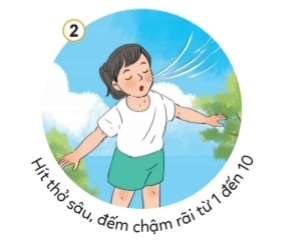 2
Hít thở sâu, đếm chậm rãi từ 1 đến 10